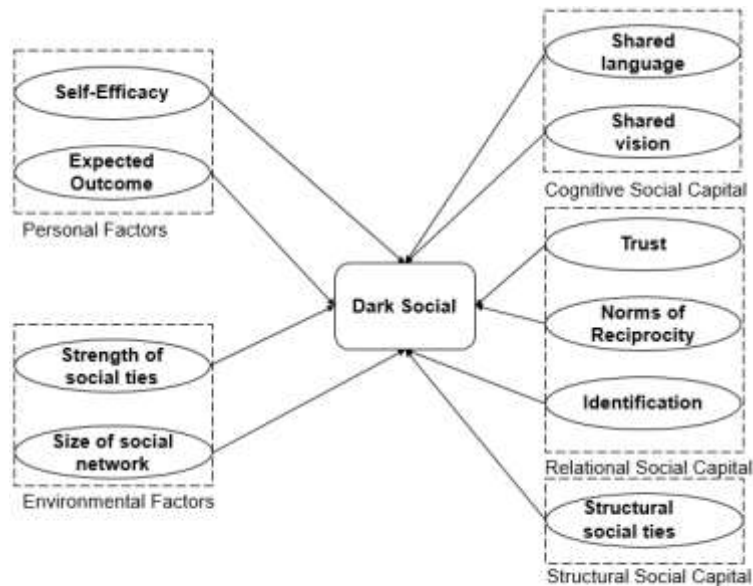 Self-Efficacy
Expected
Outcome
Personal Factors
Strength of
social ties
Size of social
network
Environmental Factors
Dark Social
Shared
language
Shared
vision
Cognitive Social Capital
Trust
Norms of
Reciprocity
Identification
Relational Social Capital
Structural
social ties
Structural Social Capital